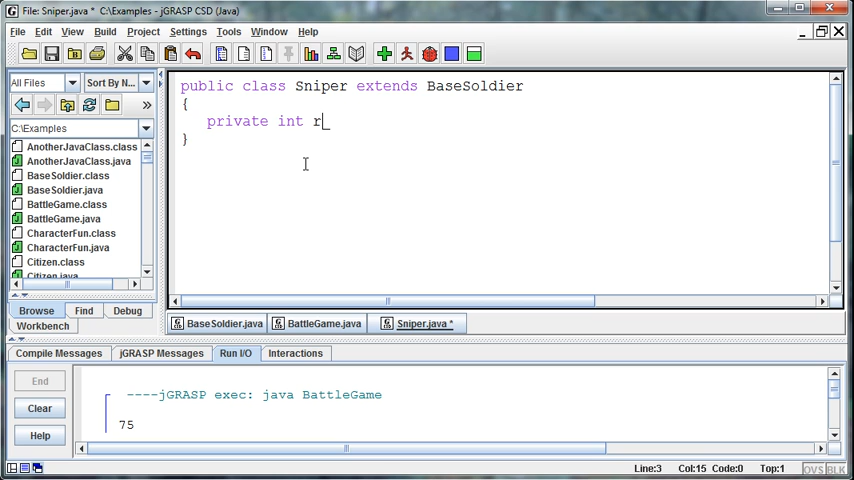 File: Sniper.java * C:\Examples - jGRASP CSD (Java)
File Edit View Build Project Settings Tools Window Help
All Files Sort By N...
C:\Examples
AnotherJavaClass.class
AnotherJavaClass.java
BaseSoldier.class
BaseSoldier.java
BattleGame.class
BattleGame.java
CharacterFun.class
CharacterFun.java
Citizen.class
Citizen.java
Browse Find Debug
Workbench
public class Sniper extends BaseSoldier
{
private int r
}
BaseSoldier.java BattleGame.java Sniper.java *
Compile Messages jGRASP Messages Run I/O Interactions
End
Clear
Help
----jGRASP exec: java BattleGame
75
Line:3 Col:15 Code:0 Top:1 OVS BLK